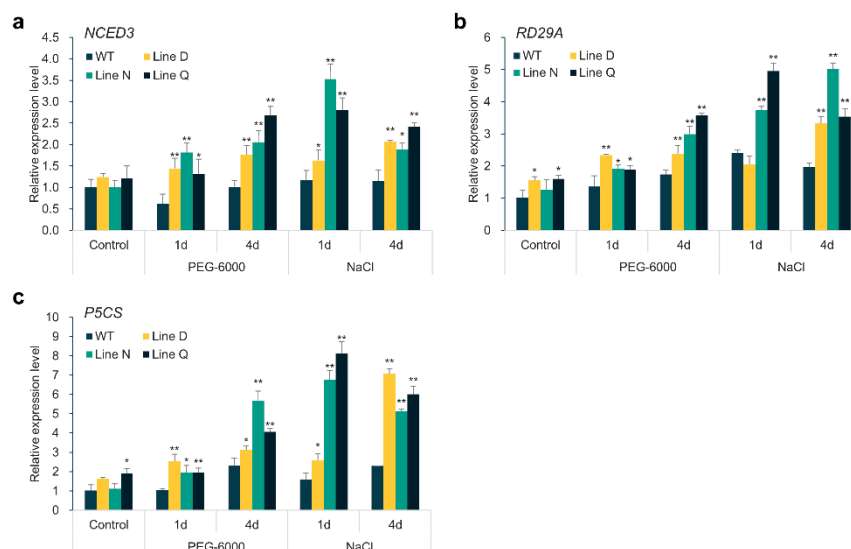 a
NCED3
WT
Line D
Line N
Line Q
Relative expression level
4.5
4.0
3.5
3.0
2.5
2.0
1.5
1.0
0.5
0.0
** ** * ** ** ** * ** ** ** * **
Control 1d 4d 1d 4d
PEG-6000 NaCl
b
RD29A
WT
Line D
Line N
Line Q
Relative expression level
6
5
4
3
2
1
0
* * ** * * ** ** ** ** ** ** ** **
Control 1d 4d 1d 4d
PEG-6000 NaCl
c
P5CS
WT
Line D
Line N
Line Q
Relative expression level
10
9
8
7
6
5
4
3
2
1
0
* ** * ** * ** ** * ** ** ** ** **
Control 1d 4d 1d 4d
PEG-6000 NaCl